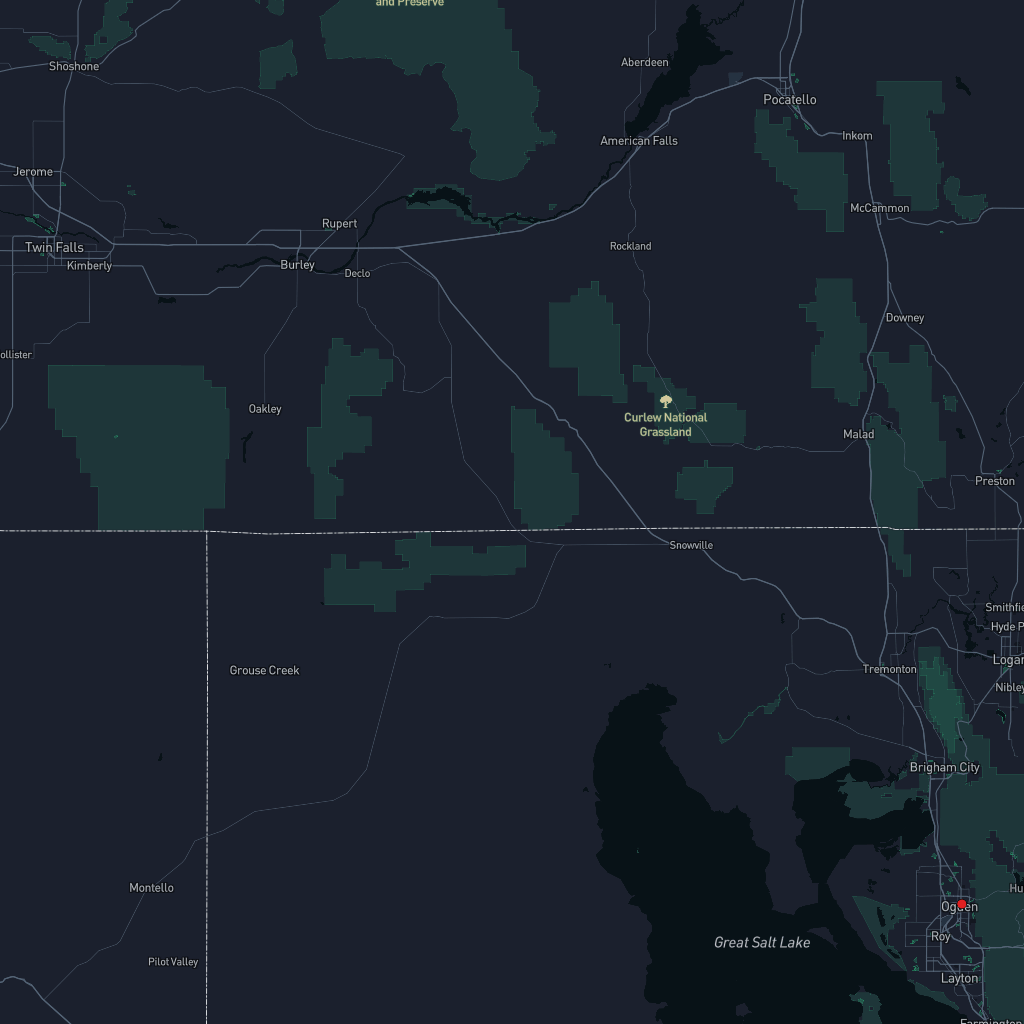 and Preserve
Shoshone
Aberdeen
Pocatello
American Falls
Inkom
Jerome
McCammon
Rupert
Twin Falls
Rockland
Kimberly
Burley
Declo
Downey
ollister
Oakley
Curlew National
Grassland
Malad
Preston
Snowville
Smithfie
Hyde P
Logan
Grouse Creek
Tremonton
Nibley
Brigham City
Montello
Hu
Ogden
Roy
Great Salt Lake
Pilot Valley
Layton
Farmington